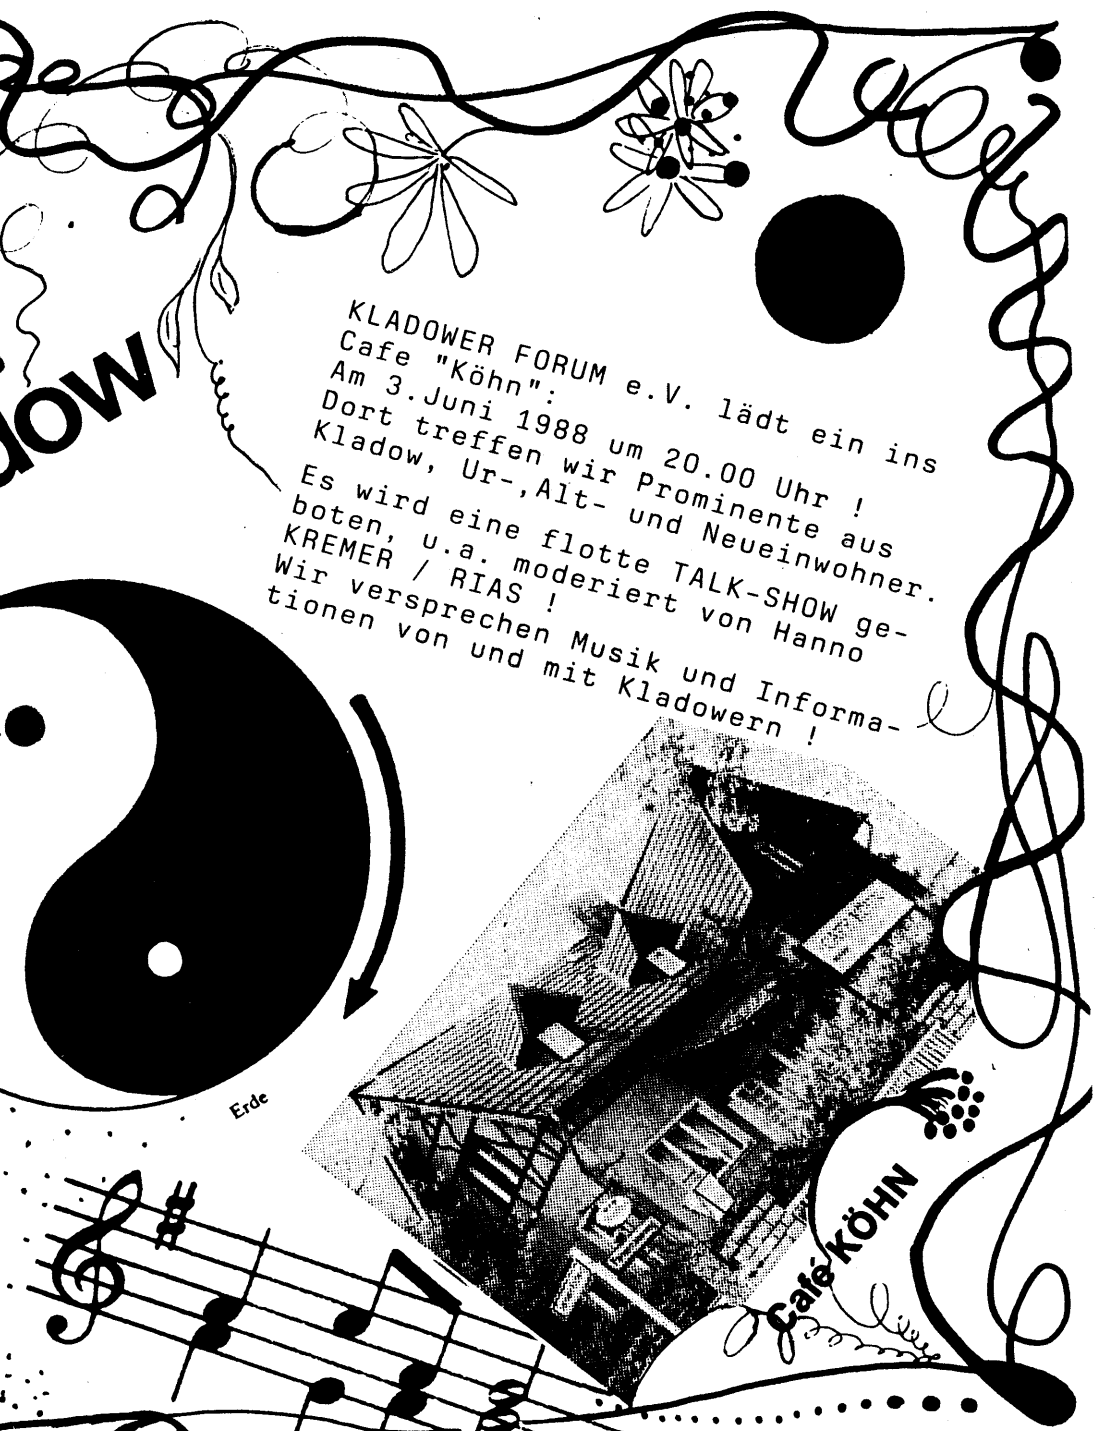 dow
KLADOWER FORUM e.V. lädt ein ins
Cafe "Köhn":
Am 3.Juni 1988 um 20.00 Uhr !
Dort treffen wir Prominente aus
Kladow, Ur-,Alt- und Neueinwohner.
Es wird eine flotte TALK-SHOW ge-
boten, u.a. moderiert von Hanno
KREMER / RIAS !
Wir versprechen Musik und Informa-
tionen von und mit Kladowern !
Erde
Café KÖHN